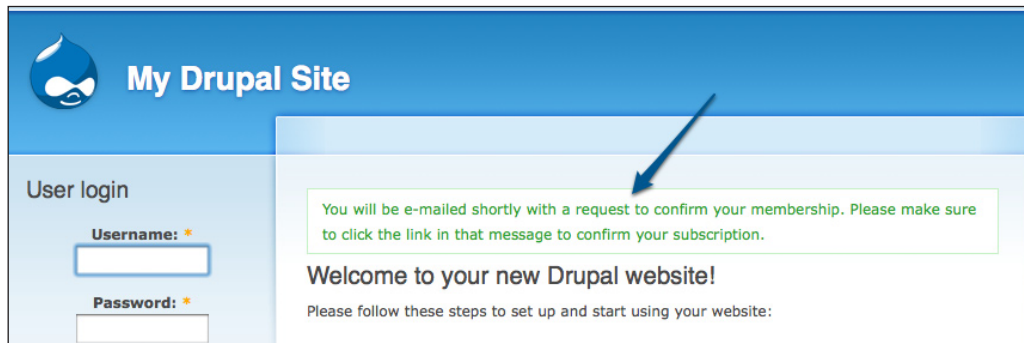 My Drupal Site
User login
Username: *
Password: *
You will be e-mailed shortly with a request to confirm your membership. Please make sure
to click the link in that message to confirm your subscription.
Welcome to your new Drupal website!
Please follow these steps to set up and start using your website: